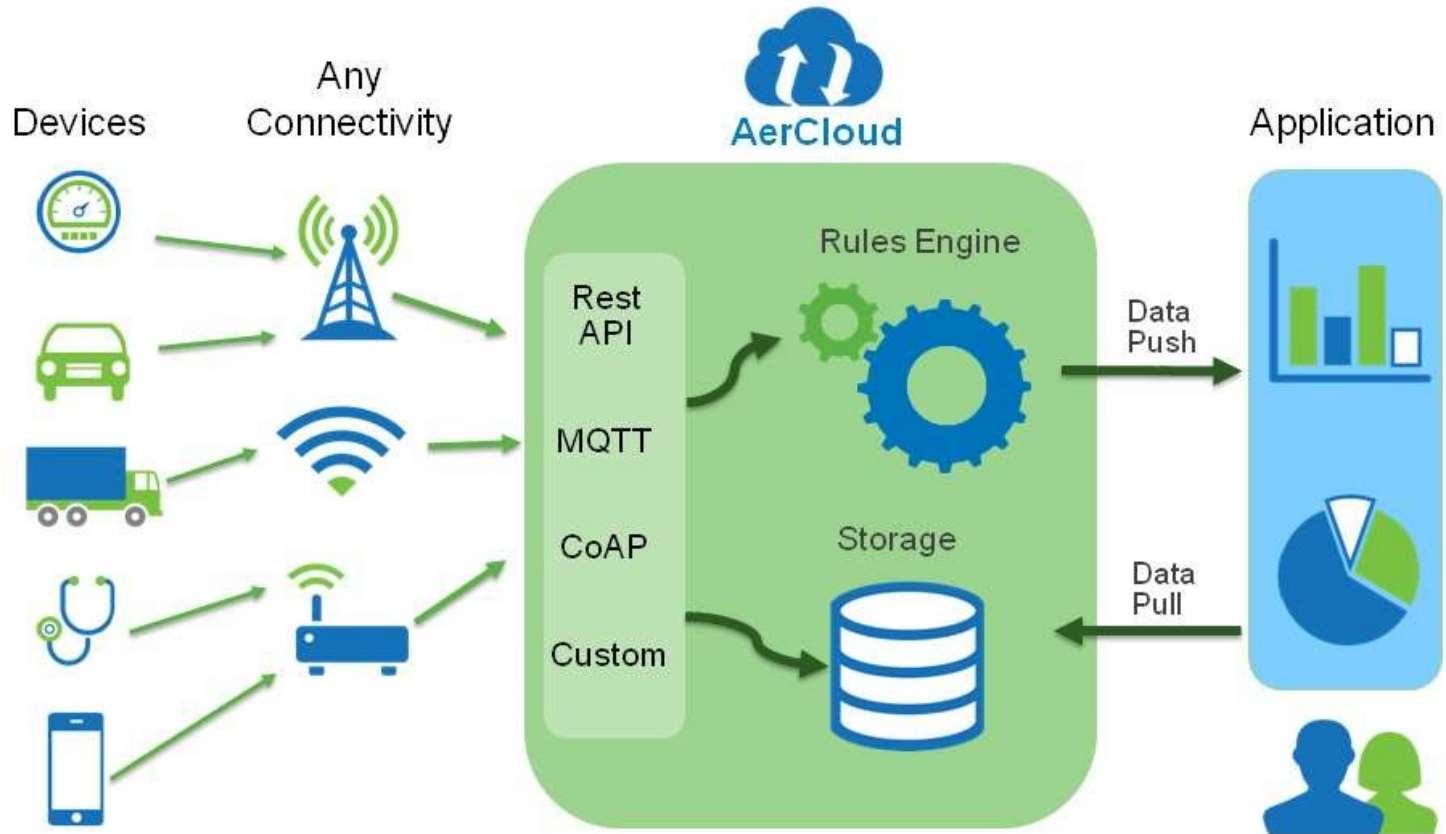 Devices
Any
Connectivity
AerCloud
Application
Rest
API
MQTT
CoAP
Custom
Rules Engine
Storage
Data
Push
Data
Pull